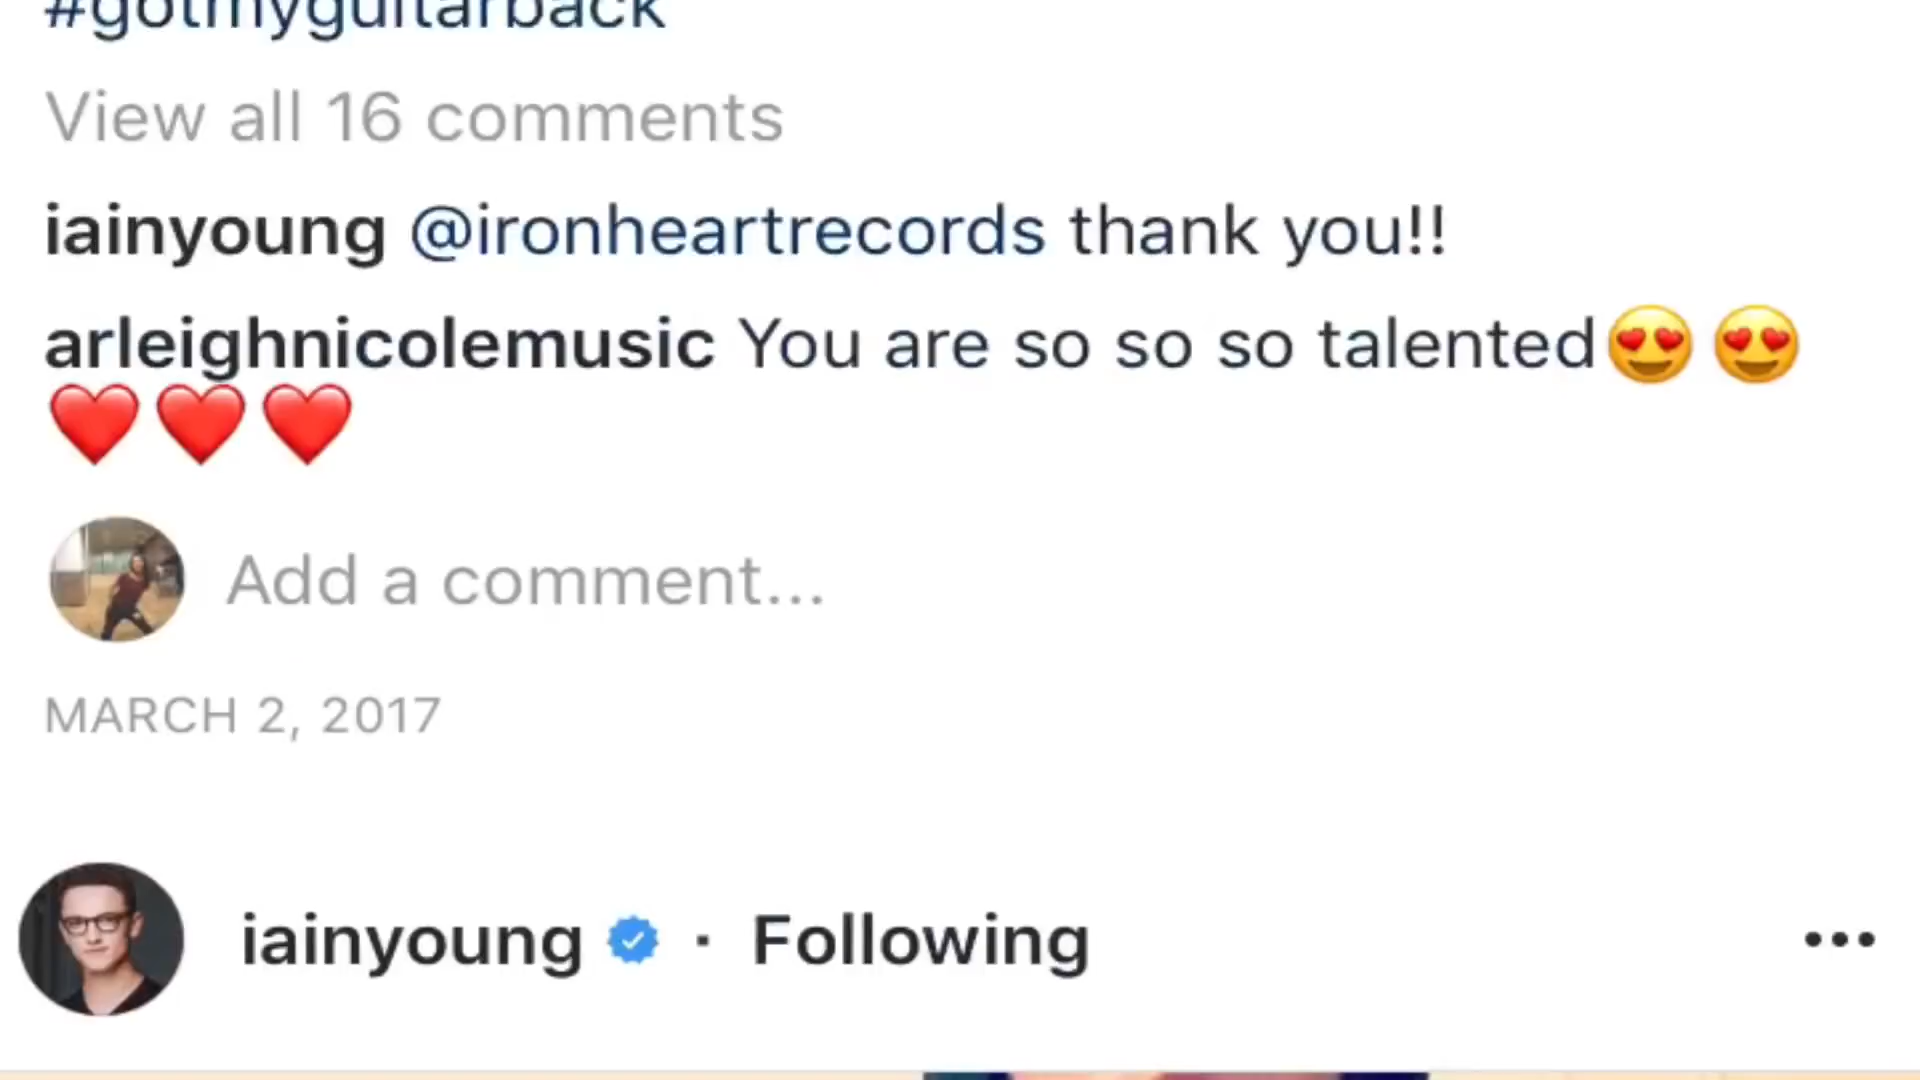 #gotmyguitarback
View all 16 comments
iainyoung @ironheartrecords thank you!!
arleighnicolemusic You are so so so talented😍😍
❤️❤️❤️
Add a comment...
MARCH 2, 2017
iainyoung · Following